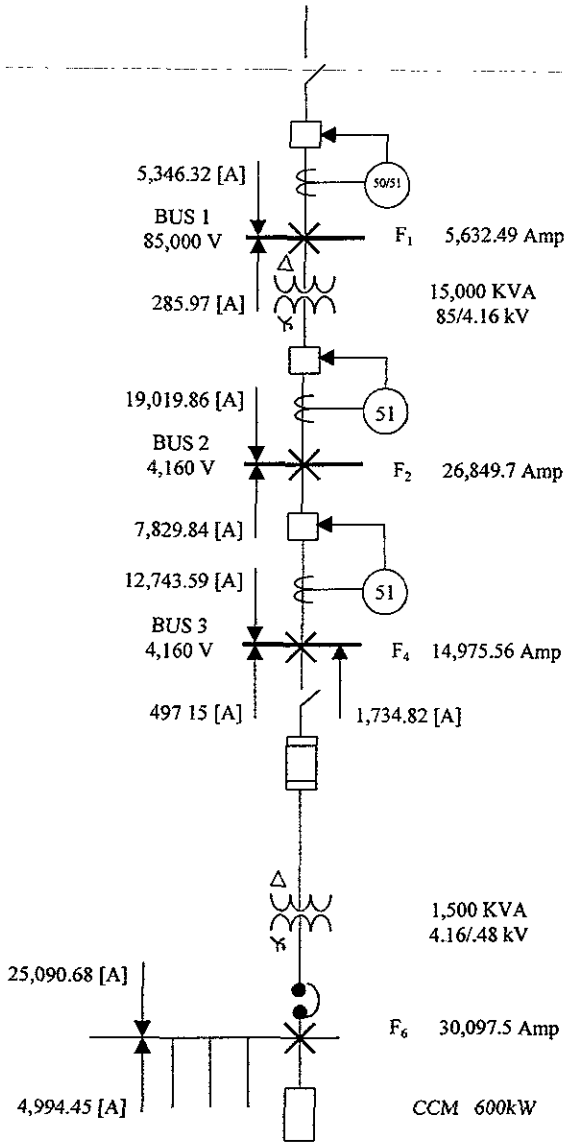 5,346.32 [A]
50/51
BUS 1
85,000 V
F1 5,632.49 Amp
285.97 [A]
15,000 KVA
85/4.16 kV
19,019.86 [A]
51
BUS 2
4,160 V
F2 26,849.7 Amp
7,829.84 [A]
12,743.59 [A]
51
BUS 3
4,160 V
F4 14,975.56 Amp
497 15 [A]
1,734.82 [A]
1,500 KVA
4.16/.48 kV
25,090.68 [A]
F6 30,097.5 Amp
4,994.45 [A]
CCM 600kW